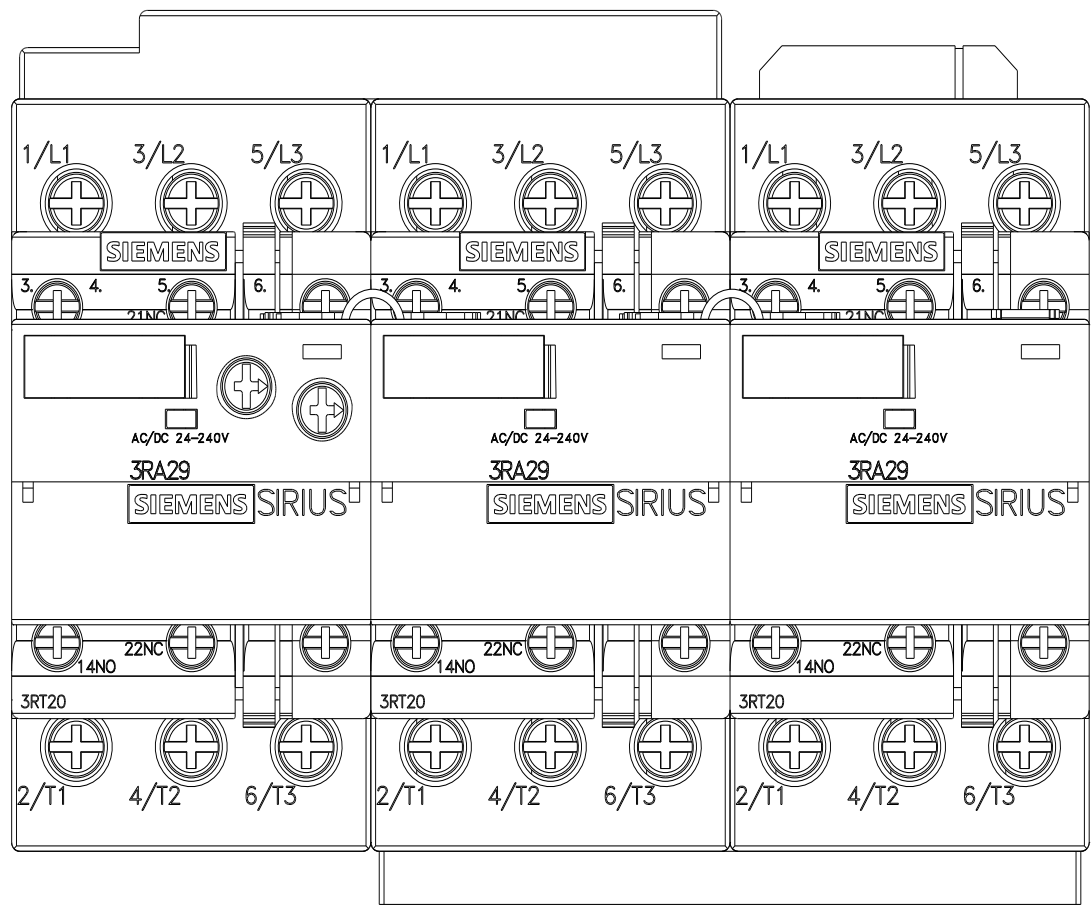 1/L1 3/L2 5/L3 1/L1 3/L2 5/L3 1/L1 3/L2 5/L3
SIEMENS SIEMENS SIEMENS
3. 4. 5. 6. 3. 4. 5. 6. 3. 4. 5. 6.
21NC 21NC 21NC
AC/DC 24-240V AC/DC 24-240V AC/DC 24-240V
3RA29 3RA29 3RA29
SIEMENS SIRIUS SIEMENS SIRIUS SIEMENS SIRIUS
22NC 22NC 22NC
14NO 14NO 14NO
3RT20 3RT20 3RT20
2/T1 4/T2 6/T3 2/T1 4/T2 6/T3 2/T1 4/T2 6/T3